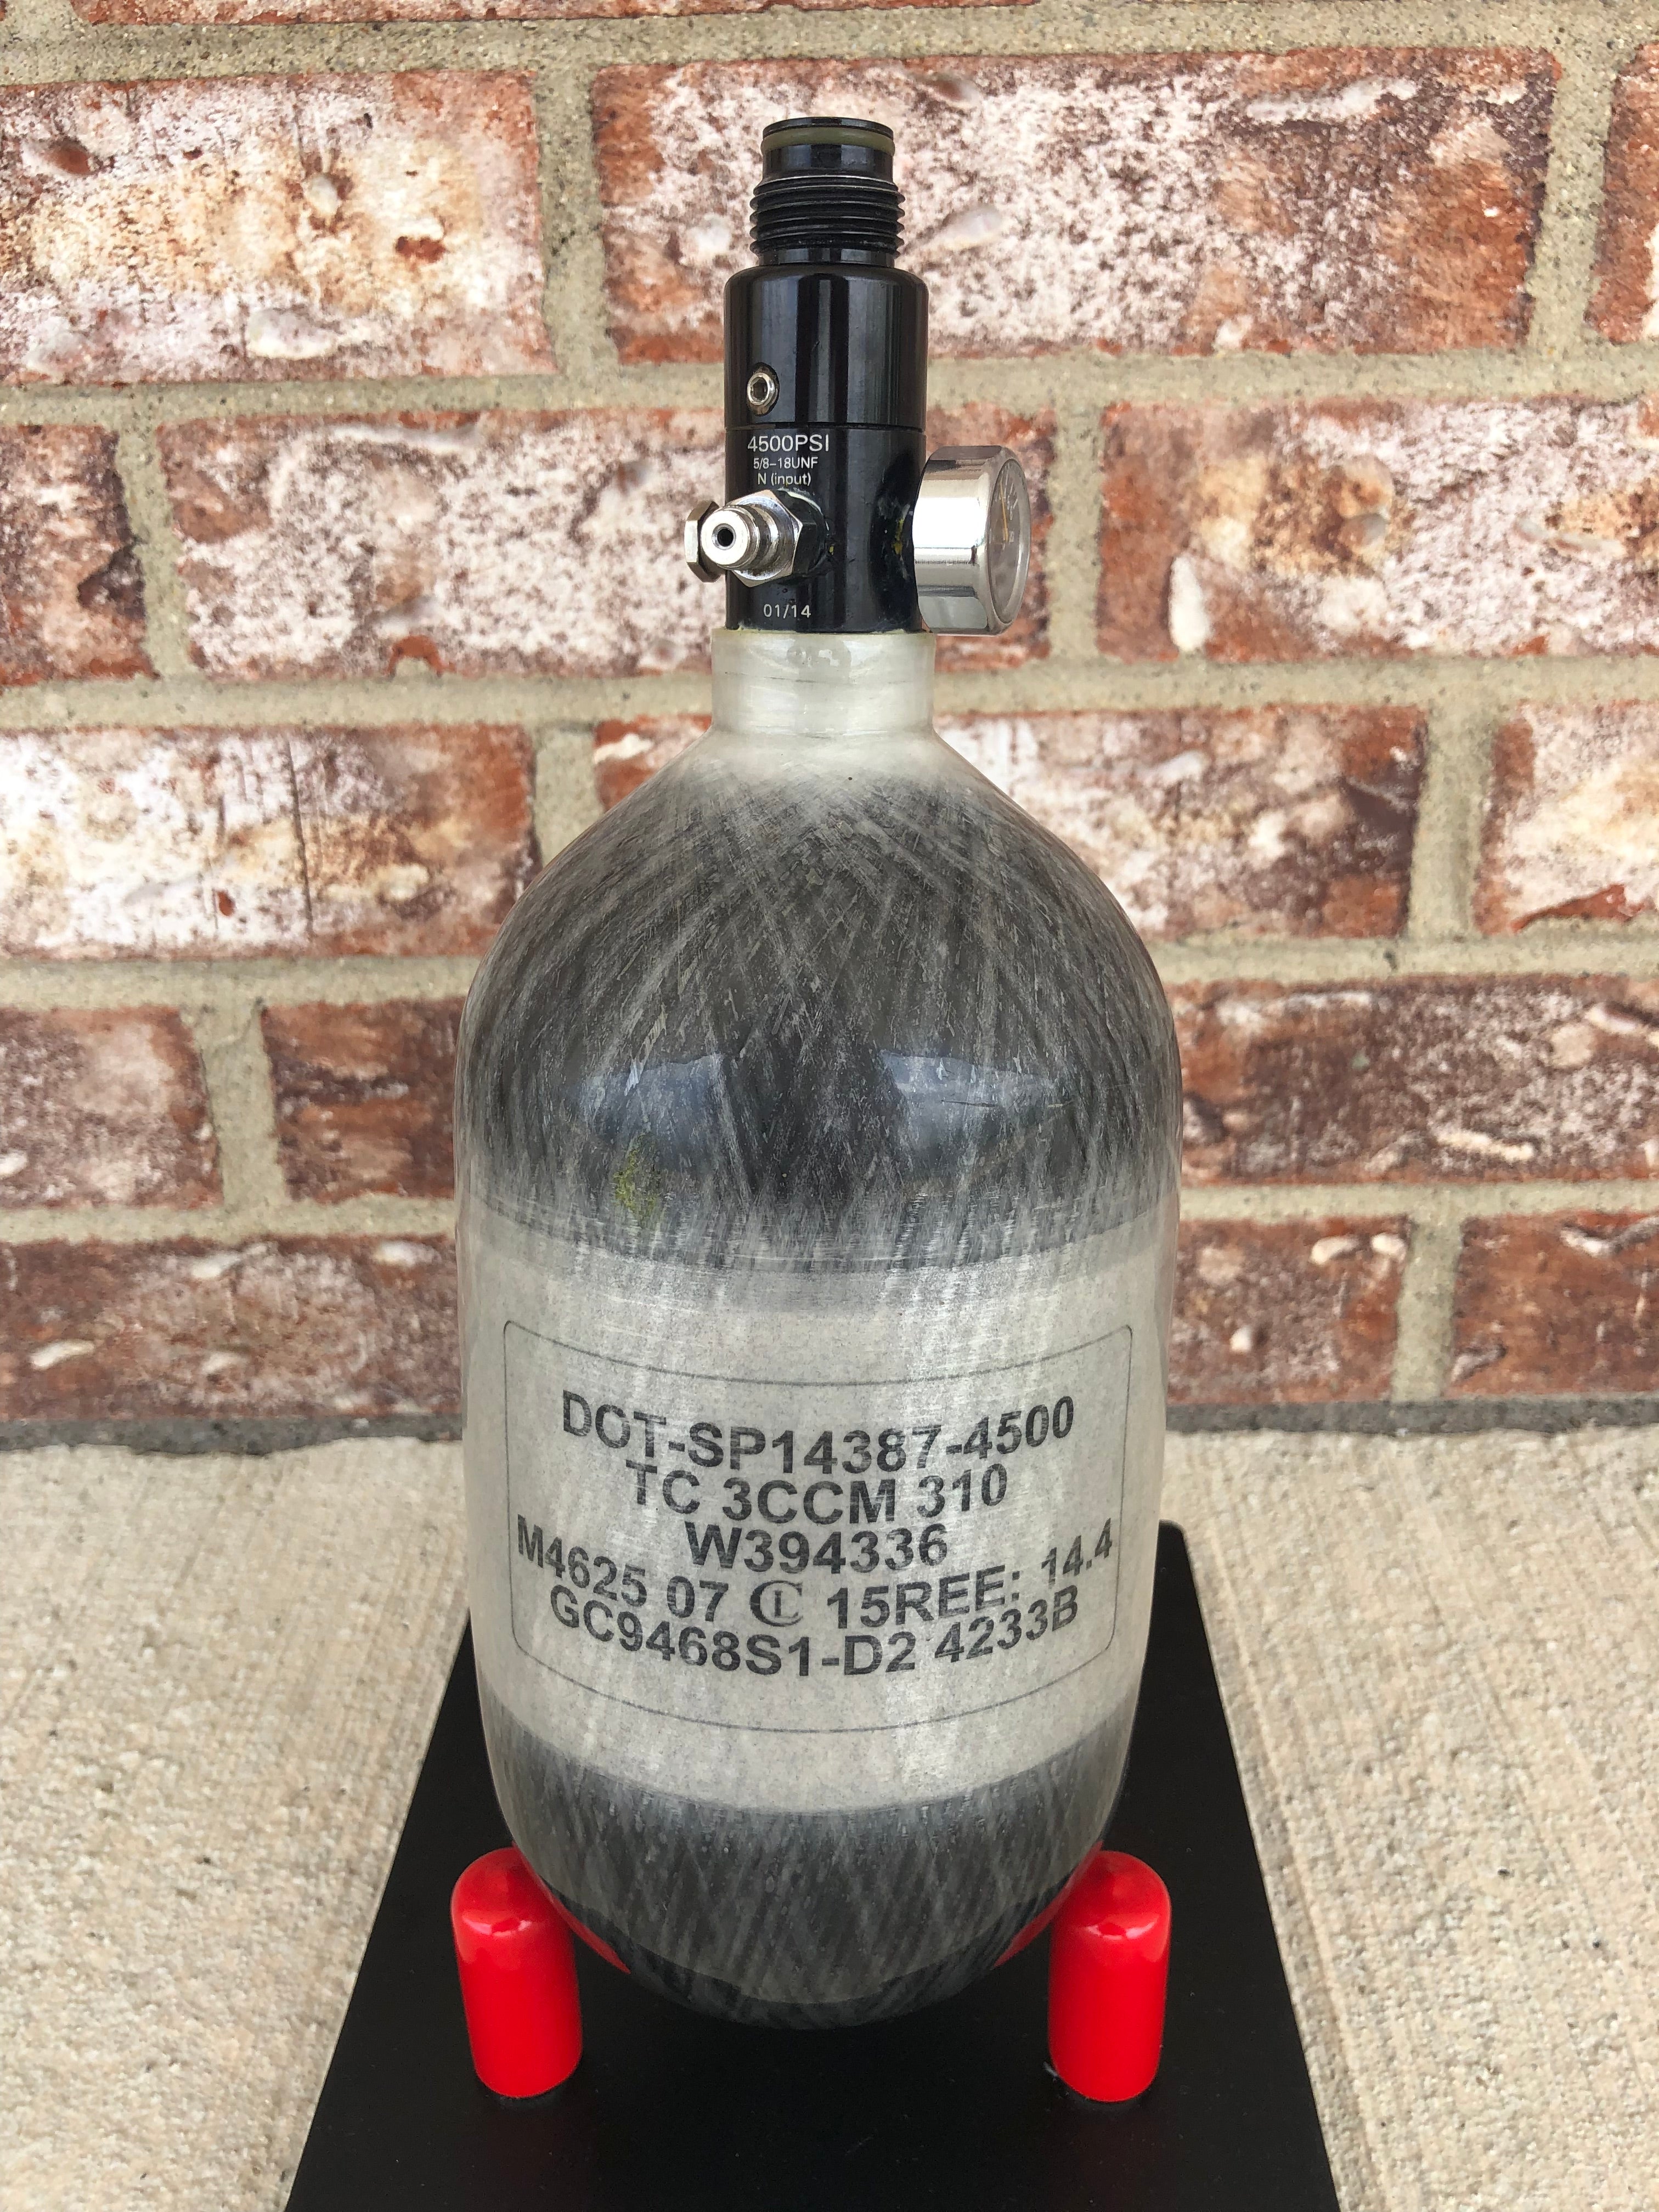 4500PSI
5/8-18UNF
N (input)
01/14
DOT-SP14387-4500
TC 3CCM 310
W394336
M4625 07 CL 15REE: 14.4
GC9468S1-D2 4233B